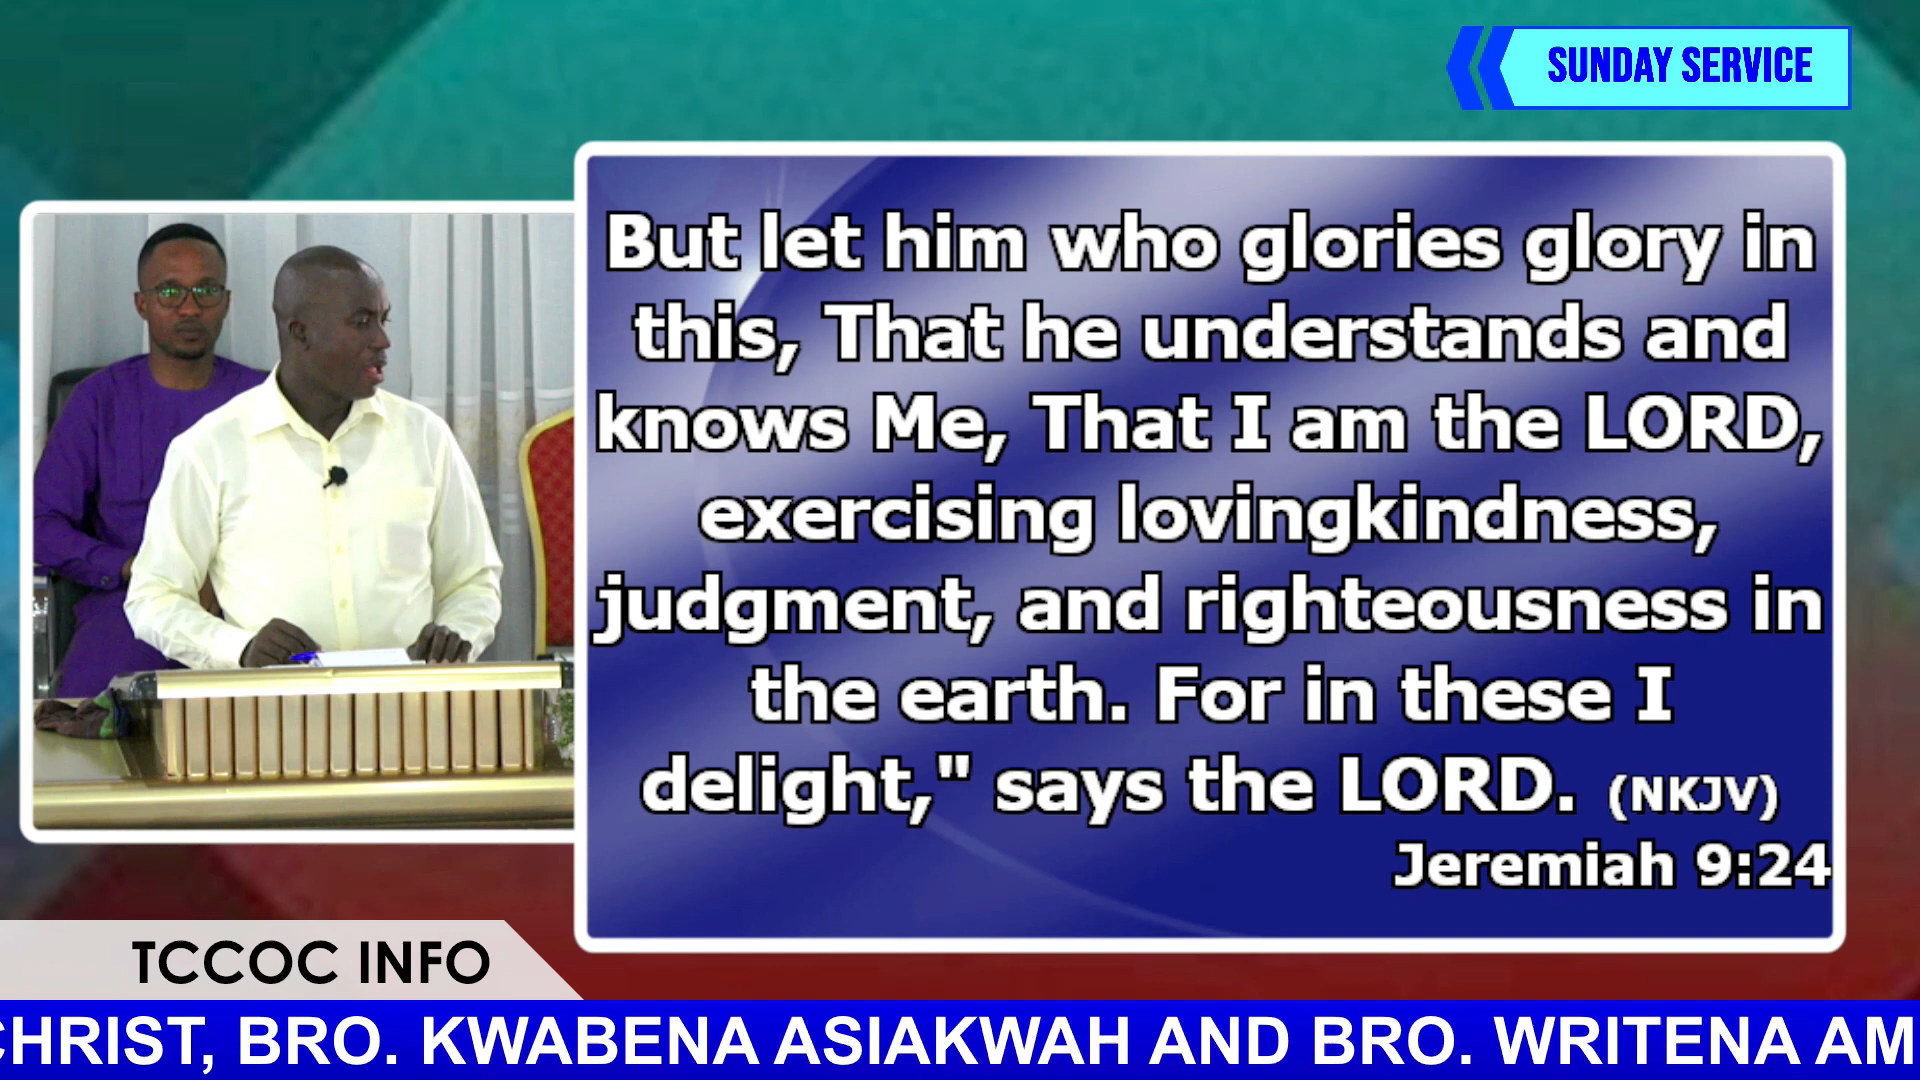 SUNDAY SERVICE
But let him who glories glory in
this, That he understands and
knows Me, That I am the LORD,
exercising lovingkindness,
judgment, and righteousness in
the earth. For in these I
delight," says the LORD. (NKJV)
Jeremiah 9:24
TCCOC INFO
CHRIST, BRO. KWABENA ASIAKWAH AND BRO. WRITENA AM